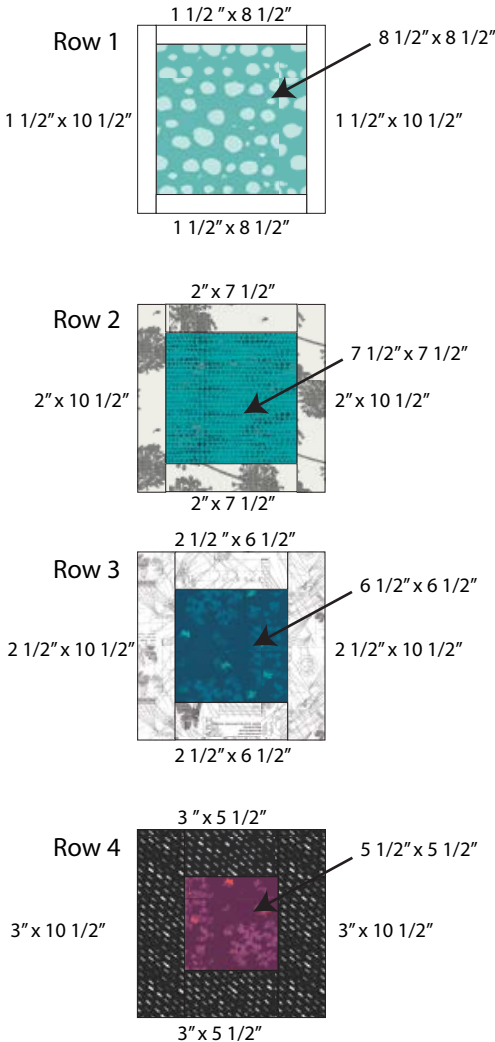 1 1/2 ” x 8 1/2”
Row 1
8 1/2” x 8 1/2”
1 1/2” x 10 1/2”
1 1/2” x 10 1/2”
1 1/2” x 8 1/2”
2” x 7 1/2”
Row 2
7 1/2” x 7 1/2”
2” x 10 1/2”
2” x 10 1/2”
2” x 7 1/2”
2 1/2 ” x 6 1/2”
Row 3
6 1/2” x 6 1/2”
2 1/2” x 10 1/2”
2 1/2” x 10 1/2”
2 1/2” x 6 1/2”
3 ” x 5 1/2”
Row 4
5 1/2” x 5 1/2”
3” x 10 1/2”
3” x 10 1/2”
3” x 5 1/2”